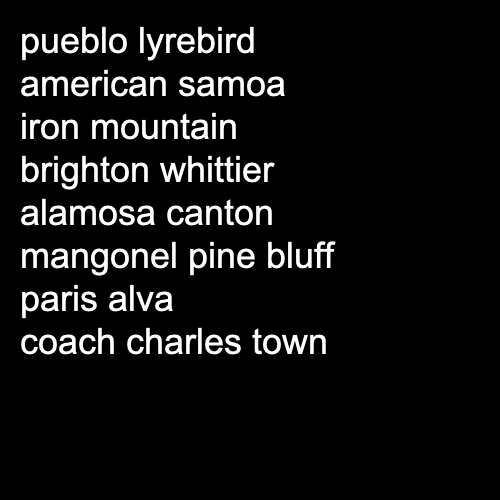 pueblo lyrebird
american samoa
iron mountain
brighton whittier
alamosa canton
mangonel pine bluff
paris alva
coach charles town